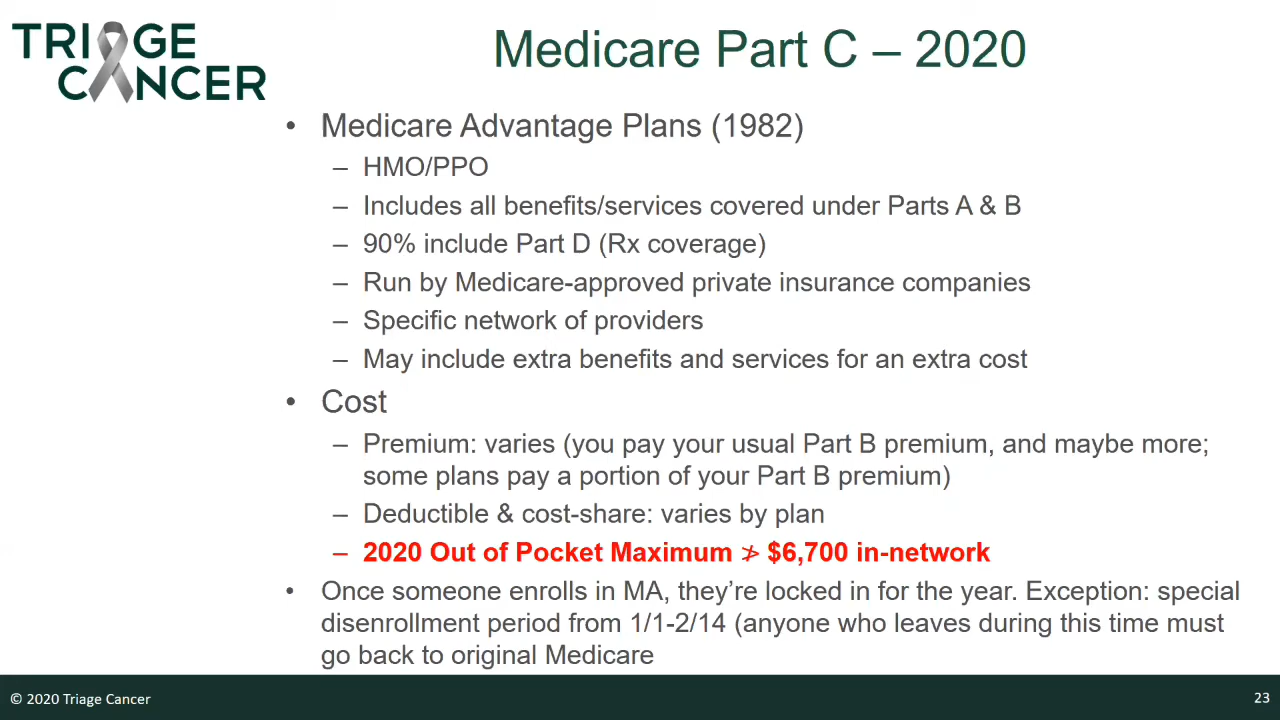 TRIAGE
CANCER
Medicare Part C – 2020
• Medicare Advantage Plans (1982)
– HMO/PPO
– Includes all benefits/services covered under Parts A & B
– 90% include Part D (Rx coverage)
– Run by Medicare-approved private insurance companies
– Specific network of providers
– May include extra benefits and services for an extra cost
• Cost
– Premium: varies (you pay your usual Part B premium, and maybe more;
some plans pay a portion of your Part B premium)
– Deductible & cost-share: varies by plan
– 2020 Out of Pocket Maximum ≯ $6,700 in-network
• Once someone enrolls in MA, they’re locked in for the year. Exception: special
disenrollment period from 1/1-2/14 (anyone who leaves during this time must
go back to original Medicare
© 2020 Triage Cancer
23